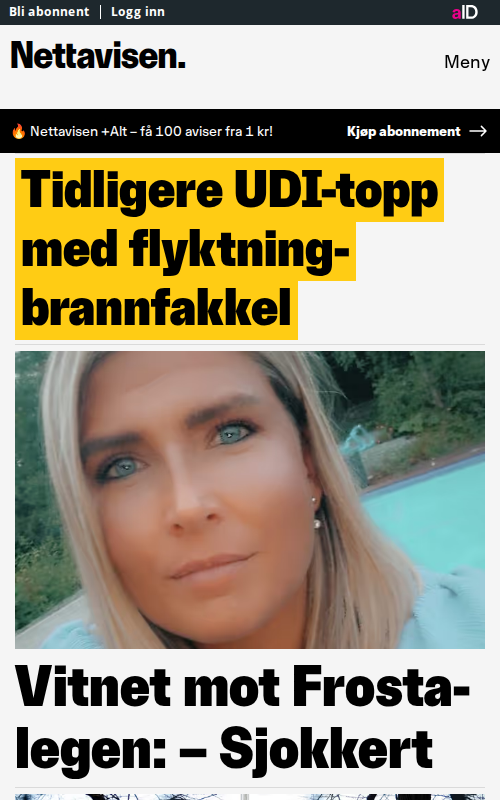 Bli abonnent | Logg inn
aID
Nettavisen.
Meny
🔥 Nettavisen +Alt – få 100 aviser fra 1 kr!
Kjøp abonnement →
Tidligere UDI-topp
med flyktning-
brannfakkel
Vitnet mot Frosta-
legen: – Sjokkert